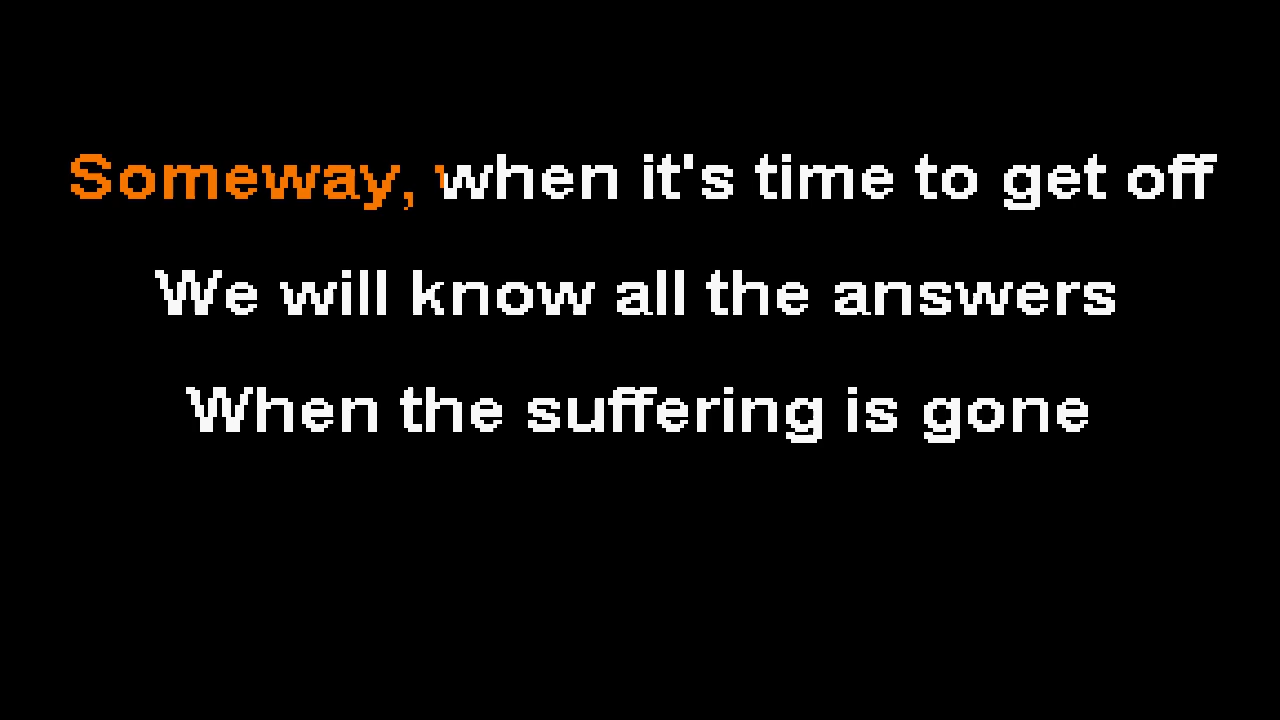 Someway, when it's time to get off
We will know all the answers
When the suffering is gone